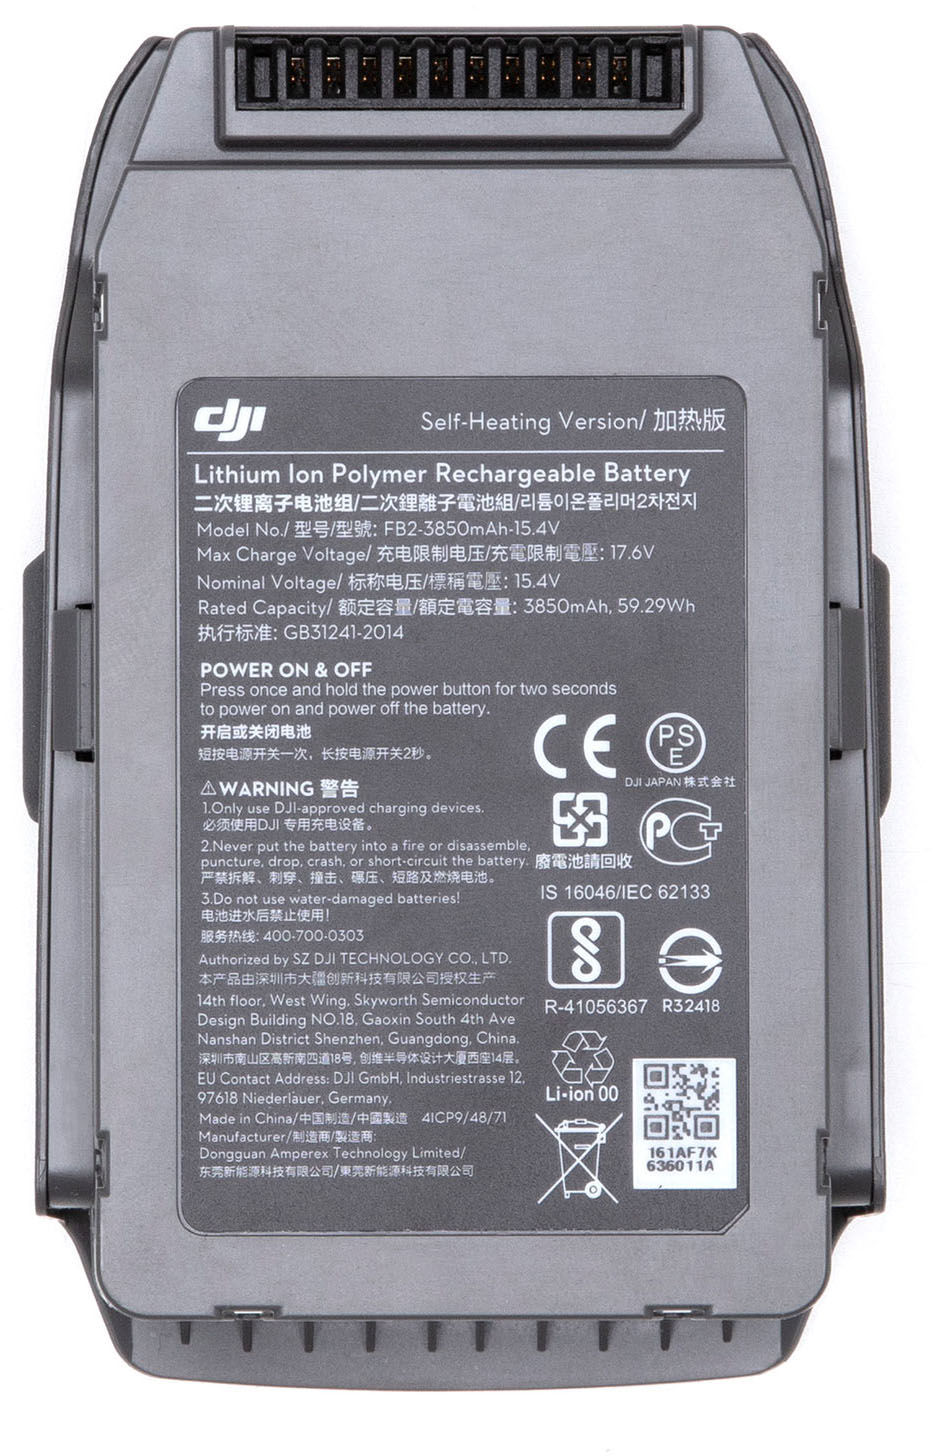 dji
Self-Heating Version/ 加热版
Lithium Ion Polymer Rechargeable Battery
二次锂离子电池组/二次鋰離子電池組/리튬이온폴리머2차전지
Model No./ 型号/型號: FB2-3850mAh-15.4V
Max Charge Voltage/ 充电限制电压/充電限制電壓: 17.6V
Nominal Voltage/ 标称电压/標稱電壓: 15.4V
Rated Capacity/ 额定容量/額定電容量: 3850mAh, 59.29Wh
执行标准: GB31241-2014
POWER ON & OFF
Press once and hold the power button for two seconds
to power on and power off the battery.
开启或关闭电池
短按电源开关一次，长按电源开关2秒。
⚠WARNING 警告
1.Only use DJI-approved charging devices.
必须使用DJI 专用充电设备。
2.Never put the battery into a fire or disassemble,
puncture, drop, crash, or short-circuit the battery.
严禁拆解、刺穿、撞击、碾压、短路及燃烧电池。
3.Do not use water-damaged batteries!
电池进水后禁止使用！
服务热线: 400-700-0303
Authorized by SZ DJI TECHNOLOGY CO., LTD.
本产品由深圳市大疆创新科技有限公司授权生产
14th floor, West Wing, Skyworth Semiconductor
Design Building NO.18, Gaoxin South 4th Ave
Nanshan District Shenzhen, Guangdong, China.
深圳市南山区高新南四道18号, 创维半导体设计大厦西座14层。
EU Contact Address: DJI GmbH, Industriestrasse 12,
97618 Niederlauer, Germany.
Made in China/中国制造/中國製造 4ICP9/48/71
Manufacturer/制造商/製造商:
Dongguan Amperex Technology Limited/
东莞新能源科技有限公司/東莞新能源科技有限公司
CE
PSE
DJI JAPAN 株式会社
廢電池請回收
PCT
IS 16046/IEC 62133
R-41056367
R32418
Li-ion 00
161AF7K
636011A